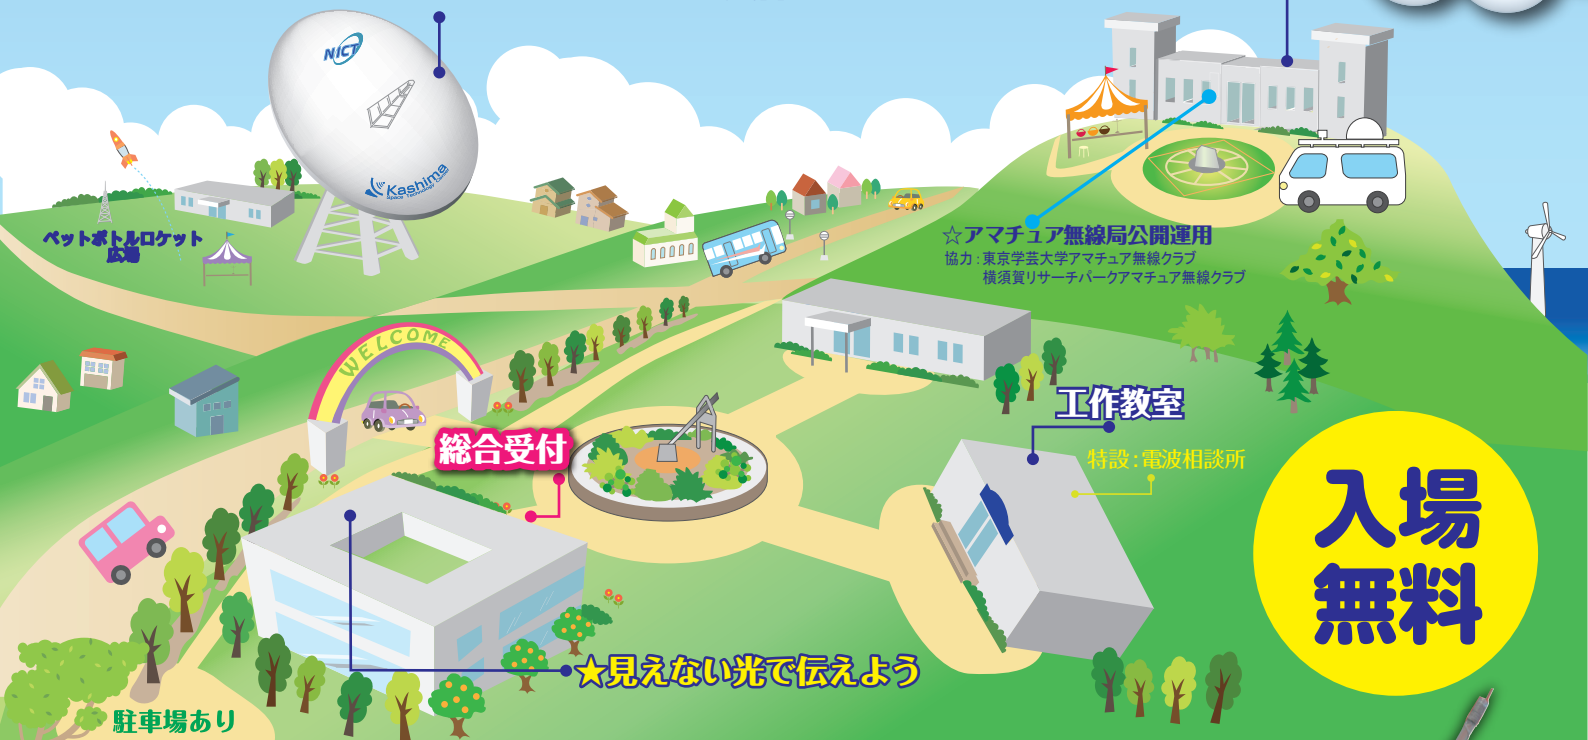 NICT
Kashima
Space Technology Center
ペットボトルロケット
広場
☆アマチュア無線局公開運用
協力：東京学芸大学アマチュア無線クラブ
横須賀リサーチパークアマチュア無線クラブ
WELCOME
総合受付
工作教室
特設：電波相談所
入場
無料
★見えない光で伝えよう
駐車場あり